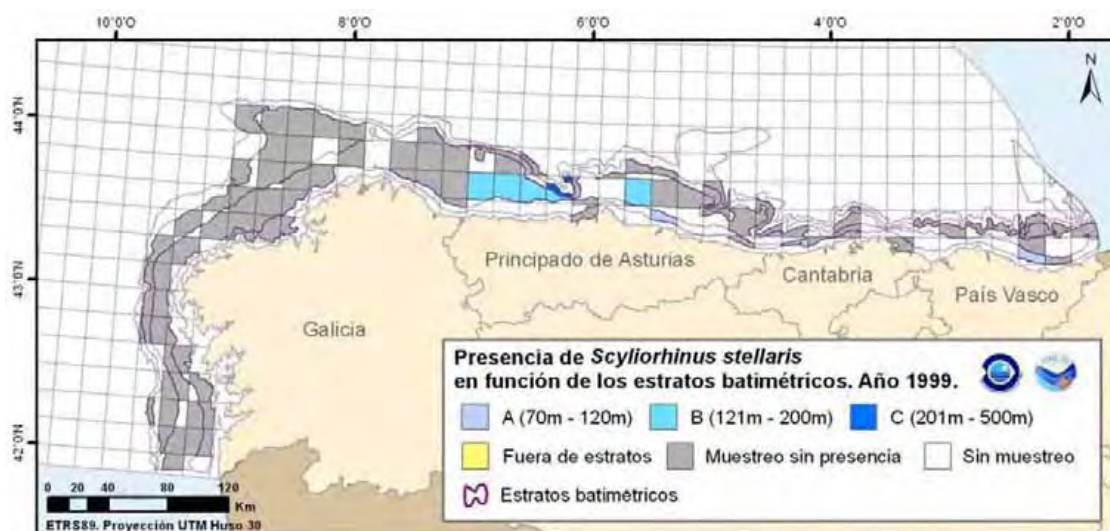 10°0'O 8°0'O 6°0'O 4°0'O 2°0'O
N
44°0'N
43°0'N
42°0'N
Principado de Asturias
Cantabria
País Vasco
Galicia
Presencia de Scyliorhinus stellaris
en función de los estratos batimétricos. Año 1999.
A (70m - 120m) B (121m - 200m) C (201m - 500m)
Fuera de estratos Muestreo sin presencia Sin muestreo
Estratos batimétricos
0 20 40 80 120
Km
ETRS89. Proyección UTM Huso 30